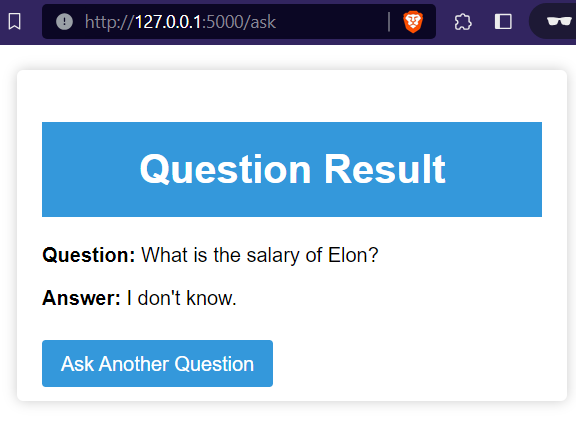 http://127.0.0.1:5000/ask
Question Result
Question: What is the salary of Elon?
Answer: I don't know.
Ask Another Question